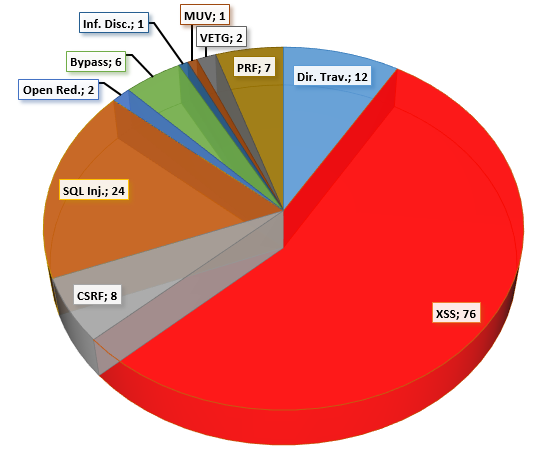 MUV; 1
Inf. Disc.; 1
VETG; 2
Bypass; 6
PRF; 7
Dir. Trav.; 12
Open Red.; 2
SQL Inj.; 24
CSRF; 8
XSS; 76